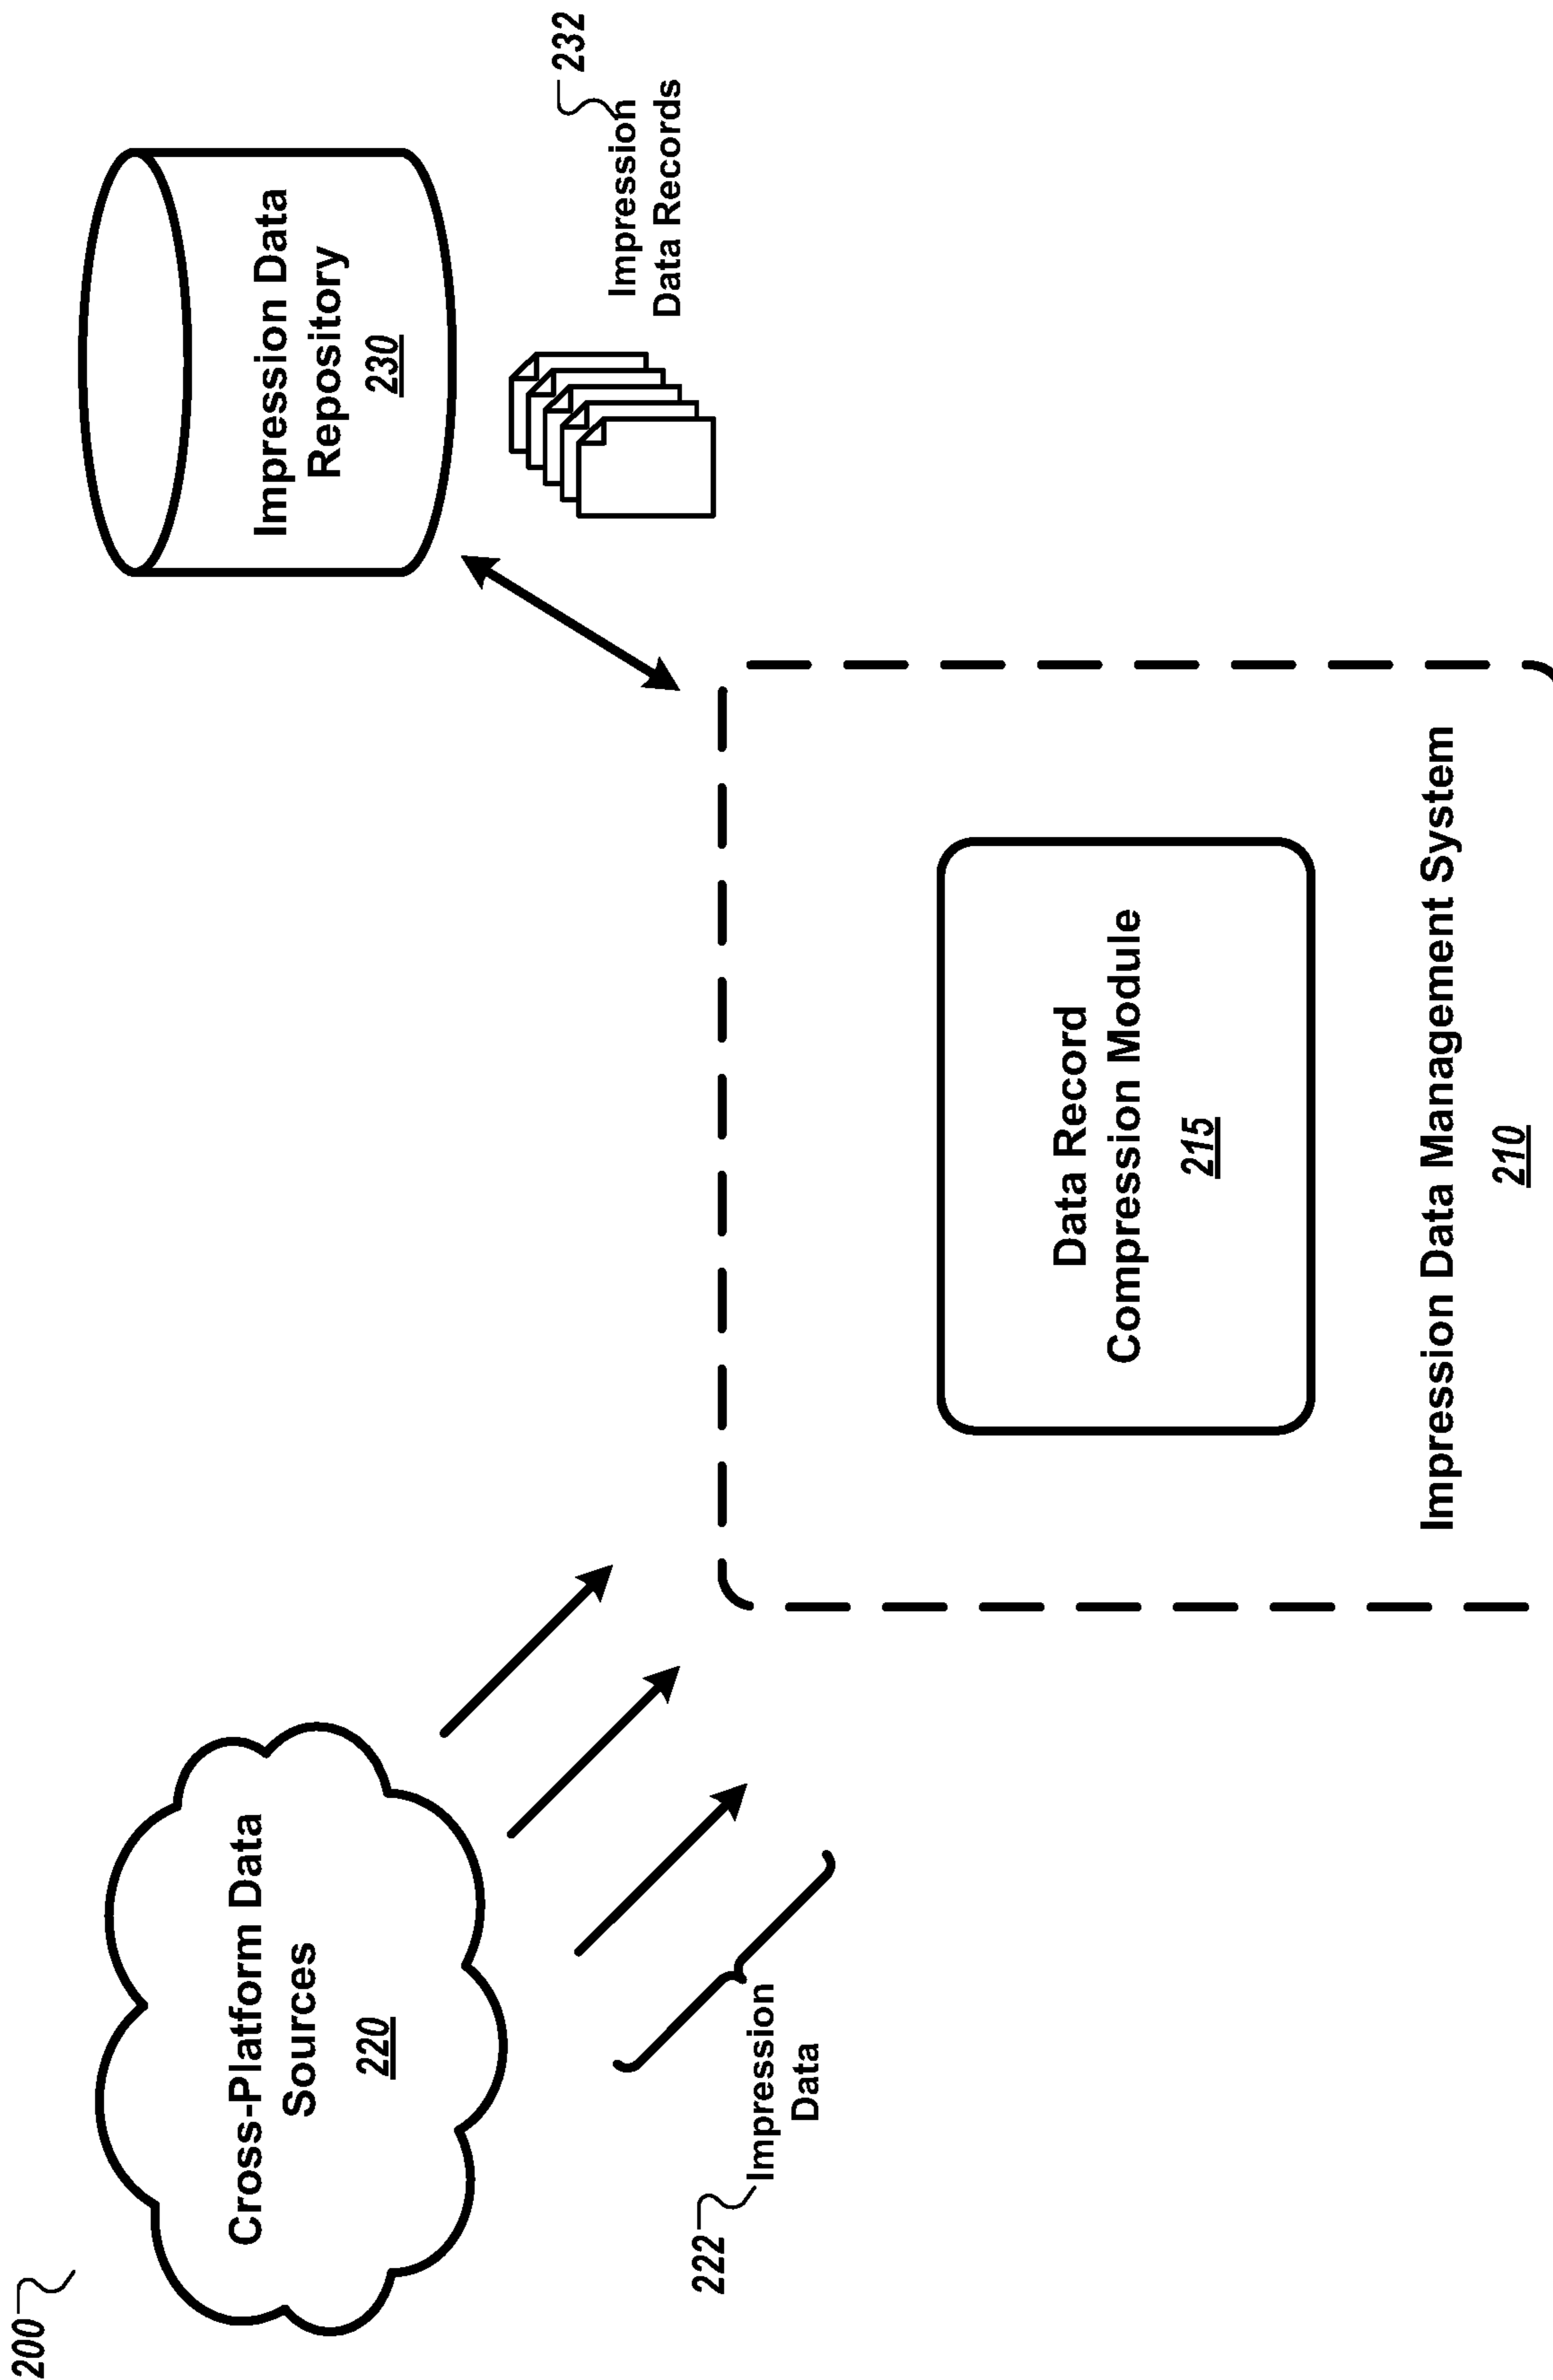 200
Cross-Platform Data
Sources
220
222
Impression
Data
Impression Data
Repository
230
232
Impression
Data Records
Data Record
Compression Module
215
Impression Data Management System
210